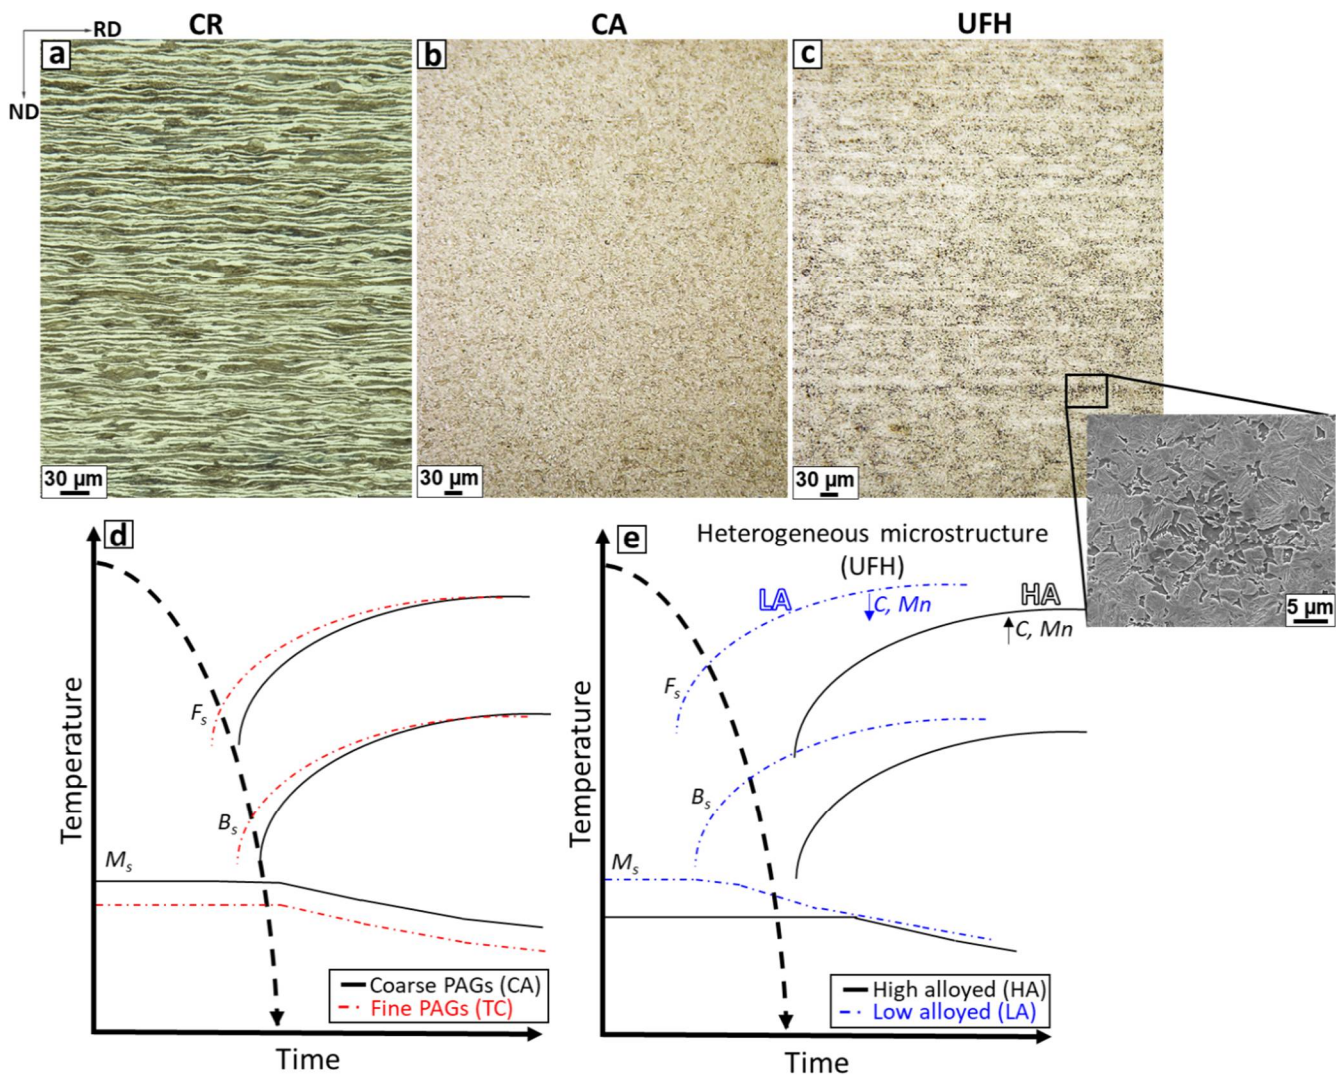 RD
ND
CR
CA
UFH
a
b
c
30 µm
30 µm
30 µm
5 µm
d
Temperature
Fs
Bs
Ms
Coarse PAGs (CA)
Fine PAGs (TC)
Time
e
Heterogeneous microstructure
(UFH)
LA
C, Mn
HA
C, Mn
Temperature
Fs
Bs
Ms
High alloyed (HA)
Low alloyed (LA)
Time